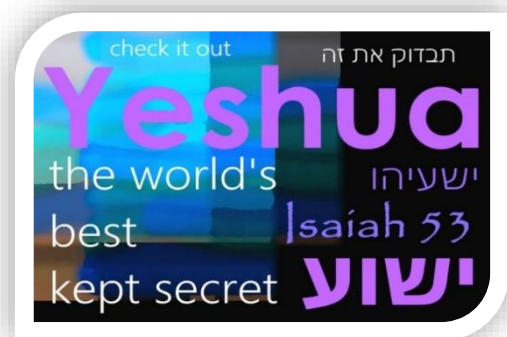 check it out
תבדוק את זה
Yeshua
the world's
best
kept secret
ישעיהו
Isaiah 53
ישוע